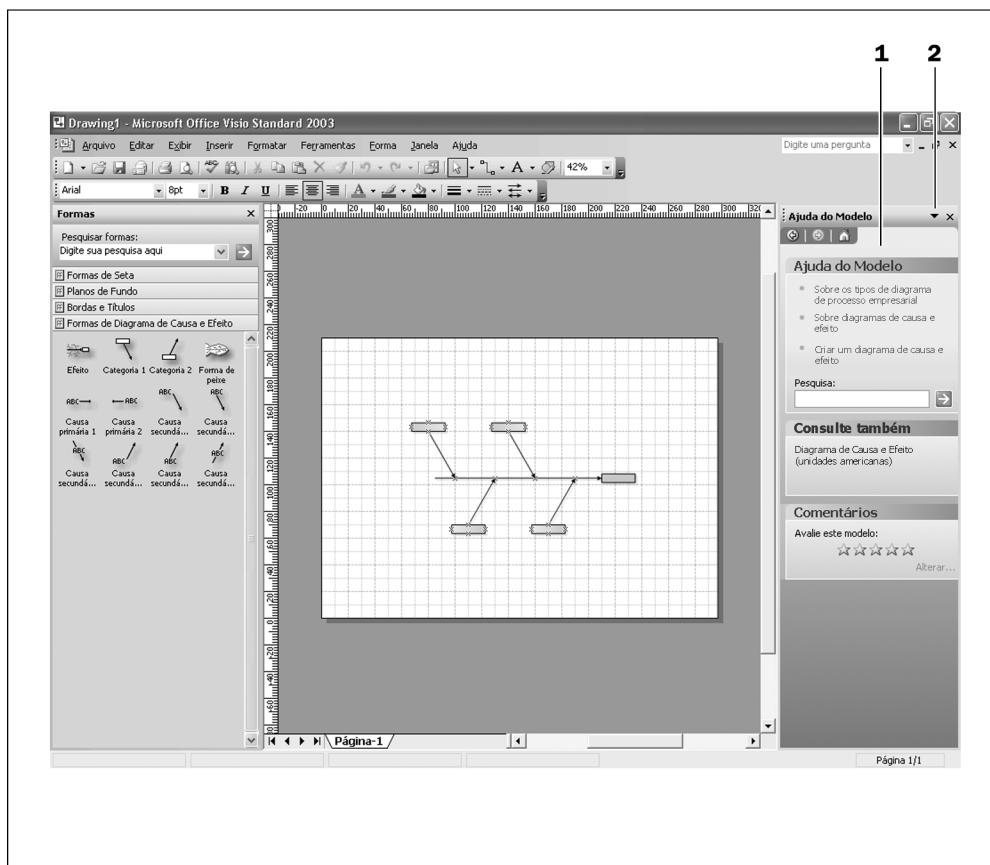 1 2
Drawing1 - Microsoft Office Visio Standard 2003
Arquivo Editar Exibir Inserir Formatar Ferramentas Forma Janela Ajuda
Digite uma pergunta
42%
Arial 8pt
Formas
Pesquisar formas:
Digite sua pesquisa aqui
Formas de Seta
Planos de Fundo
Bordas e Títulos
Formas de Diagrama de Causa e Efeito
Efeito Categoria 1 Categoria 2 Forma de
peixe
Causa Causa Causa Causa
primária 1 primária 2 secundá... secundá...
Causa Causa Causa Causa
secundá... secundá... secundá... secundá...
Página-1
Ajuda do Modelo
Ajuda do Modelo
Sobre os tipos de diagrama
de processo empresarial
Sobre diagramas de causa e
efeito
Criar um diagrama de causa e
efeito
Pesquisa:
Consulte também
Diagrama de Causa e Efeito
(unidades americanas)
Comentários
Avalie este modelo:
Alterar...
Página 1/1